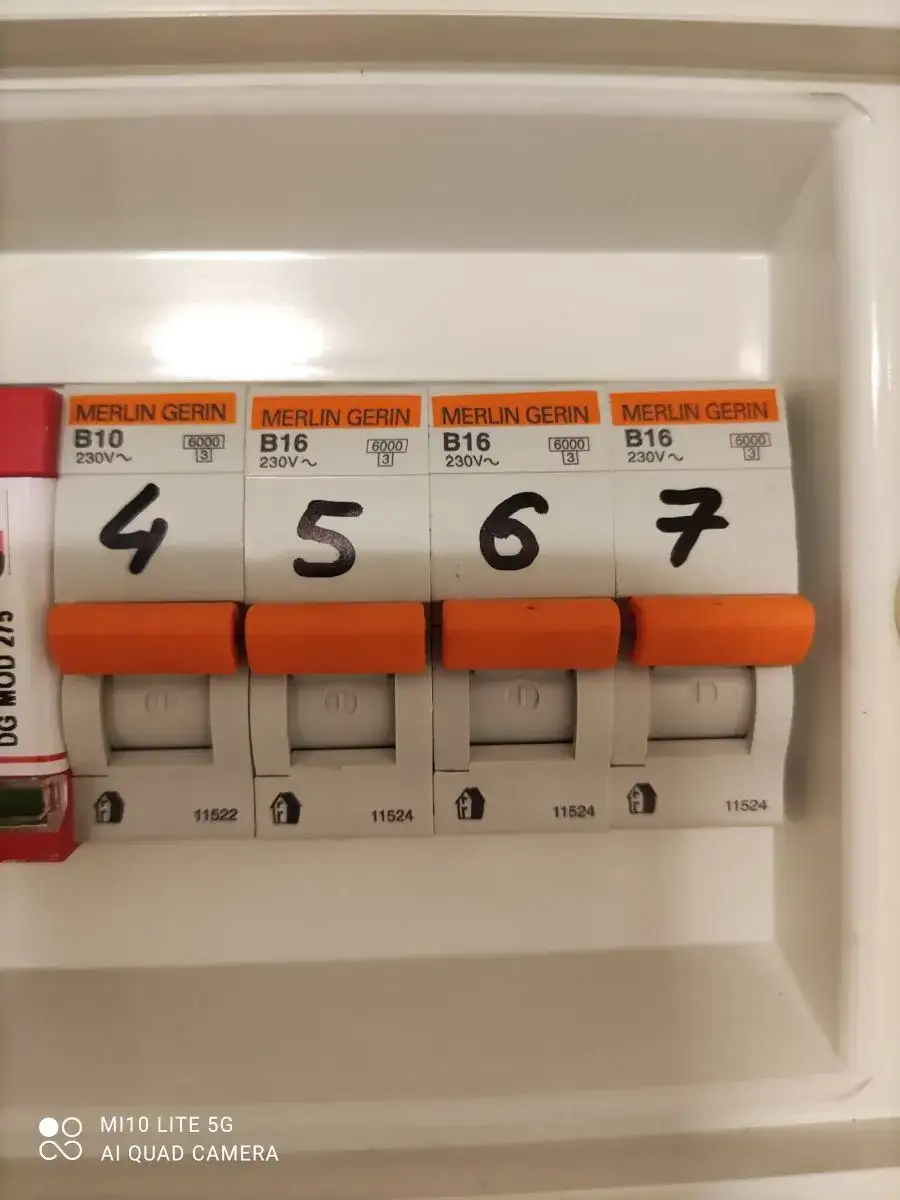 MERLIN GERIN
B10
230V~
6000
3
4
11522
MERLIN GERIN
B16
230V~
6000
3
5
11524
MERLIN GERIN
B16
230V~
6000
3
6
11524
MERLIN GERIN
B16
230V~
6000
3
7
11524
DG MOD 275
MI10 LITE 5G
AI QUAD CAMERA